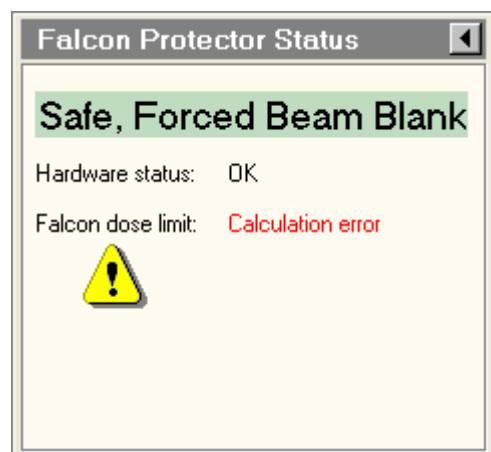 Falcon Protector Status
Safe, Forced Beam Blank
Hardware status: OK
Falcon dose limit: Calculation error